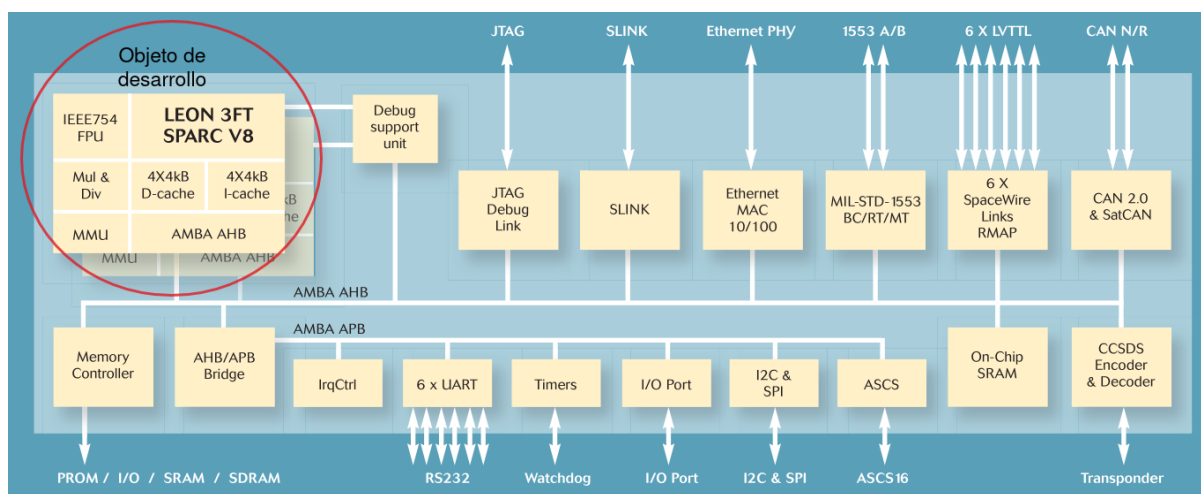 JTAG
SLINK
Ethernet PHY
1553 A/B
6 X LVTTL
CAN N/R
Objeto de
desarrollo
IEEE754
FPU
LEON 3FT
SPARC V8
Mul &
Div
4X4kB
D-cache
4X4kB
I-cache
MMU
AMBA AHB
kB
he
MMU
AMBA AHB
Debug
support
unit
JTAG
Debug
Link
SLINK
Ethernet
MAC
10/100
MIL-STD-1553
BC/RT/MT
6 X
SpaceWire
Links
RMAP
CAN 2.0
& SatCAN
AMBA AHB
AMBA APB
Memory
Controller
AHB/APB
Bridge
IrqCtrl
6 x UART
Timers
I/O Port
I2C &
SPI
ASCS
On-Chip
SRAM
CCSDS
Encoder
& Decoder
PROM / I/O / SRAM / SDRAM
RS232
Watchdog
I/O Port
I2C & SPI
ASCS16
Transponder